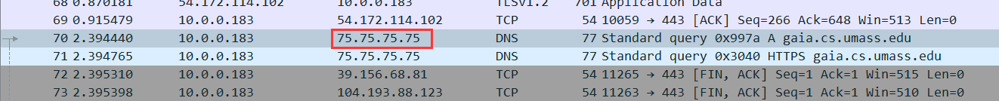 68 0.870181 54.172.114.102 10.0.0.183 TLSv1.2 701 Application Data
69 0.915479 10.0.0.183 54.172.114.102 TCP 54 10059 → 443 [ACK] Seq=266 Ack=648 Win=513 Len=0
70 2.394440 10.0.0.183 75.75.75.75 DNS 77 Standard query 0x997a A gaia.cs.umass.edu
71 2.394765 10.0.0.183 75.75.75.75 DNS 77 Standard query 0x3040 HTTPS gaia.cs.umass.edu
72 2.395310 10.0.0.183 39.156.68.81 TCP 54 11265 → 443 [FIN, ACK] Seq=1 Ack=1 Win=515 Len=0
73 2.395398 10.0.0.183 104.193.88.123 TCP 54 11263 → 443 [FIN, ACK] Seq=1 Ack=1 Win=510 Len=0